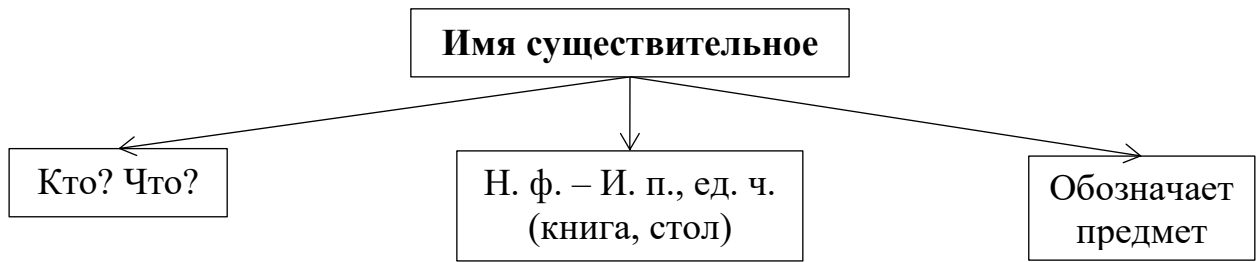 Имя существительное
Кто? Что?
Н. ф. – И. п., ед. ч.
(книга, стол)
Обозначает
предмет